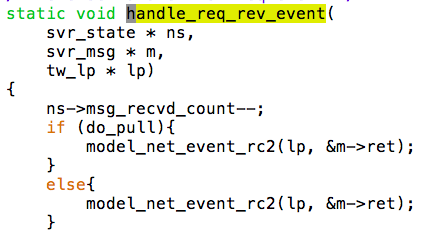 static void handle_req_rev_event(
    svr_state * ns,
    svr_msg * m,
    tw_lp * lp)
{
    ns->msg_recvd_count--;
    if (do_pull){
        model_net_event_rc2(lp, &m->ret);
    }
    else{
        model_net_event_rc2(lp, &m->ret);
    }